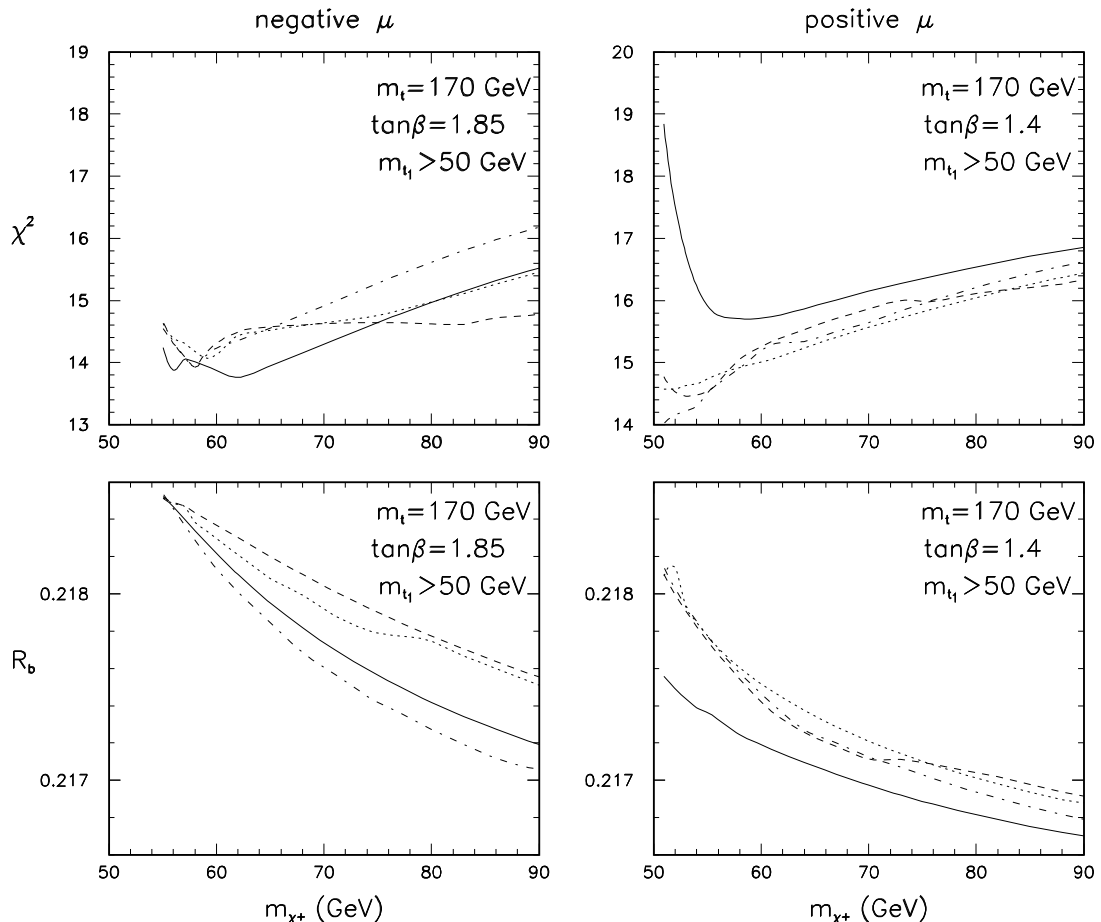 negative μ
positive μ
19
18
17
16
15
14
13
χ²
m_t=170 GeV
tanβ=1.85
m_t₁>50 GeV
50
60
70
80
90
20
19
18
17
16
15
14
m_t=170 GeV
tanβ=1.4
m_t₁>50 GeV
50
60
70
80
90
0.218
0.217
R_b
m_t=170 GeV
tanβ=1.85
m_t₁>50 GeV
50
60
70
80
90
m_χ+ (GeV)
0.218
0.217
m_t=170 GeV
tanβ=1.4
m_t₁>50 GeV
50
60
70
80
90
m_χ+ (GeV)